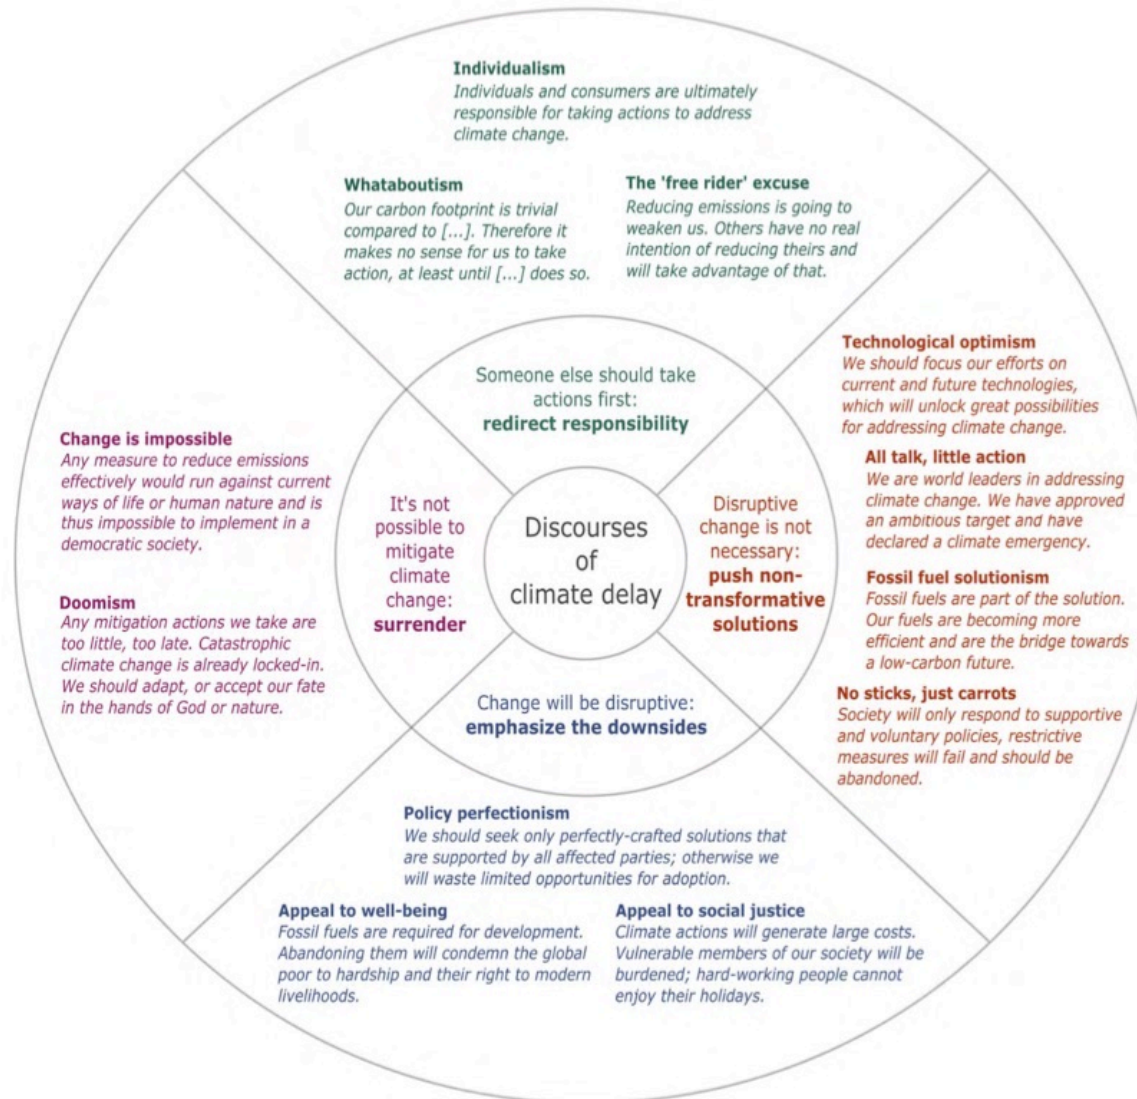 Individualism
Individuals and consumers are ultimately
responsible for taking actions to address
climate change.
Whataboutism
Our carbon footprint is trivial
compared to [...]. Therefore it
makes no sense for us to take
action, at least until [...] does so.
The 'free rider' excuse
Reducing emissions is going to
weaken us. Others have no real
intention of reducing theirs and
will take advantage of that.
Someone else should take
actions first:
redirect responsibility
Technological optimism
We should focus our efforts on
current and future technologies,
which will unlock great possibilities
for addressing climate change.
All talk, little action
We are world leaders in addressing
climate change. We have approved
an ambitious target and have
declared a climate emergency.
Fossil fuel solutionism
Fossil fuels are part of the solution.
Our fuels are becoming more
efficient and are the bridge towards
a low-carbon future.
No sticks, just carrots
Society will only respond to supportive
and voluntary policies, restrictive
measures will fail and should be
abandoned.
Disruptive
change is not
necessary:
push non-
transformative
solutions
Discourses
of
climate delay
It's not
possible to
mitigate
climate
change:
surrender
Change is impossible
Any measure to reduce emissions
effectively would run against current
ways of life or human nature and is
thus impossible to implement in a
democratic society.
Doomism
Any mitigation actions we take are
too little, too late. Catastrophic
climate change is already locked-in.
We should adapt, or accept our fate
in the hands of God or nature.
Change will be disruptive:
emphasize the downsides
Policy perfectionism
We should seek only perfectly-crafted solutions that
are supported by all affected parties; otherwise we
will waste limited opportunities for adoption.
Appeal to well-being
Fossil fuels are required for development.
Abandoning them will condemn the global
poor to hardship and their right to modern
livelihoods.
Appeal to social justice
Climate actions will generate large costs.
Vulnerable members of our society will be
burdened; hard-working people cannot
enjoy their holidays.